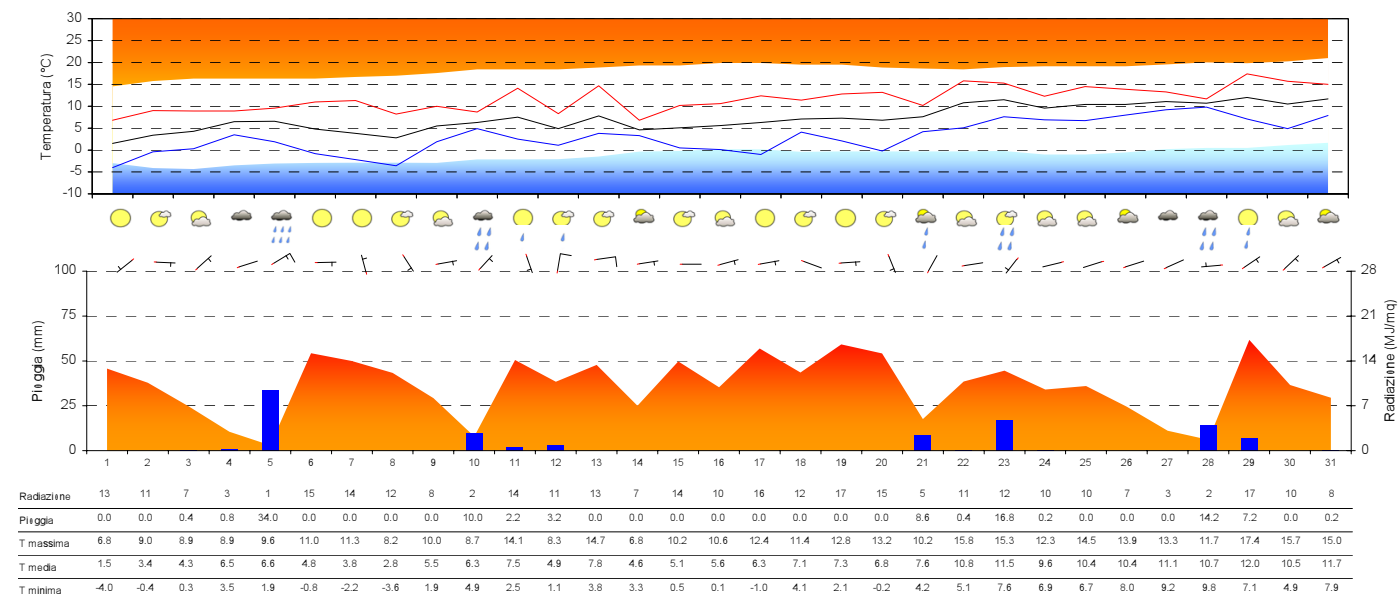 30
25
20
15
10
5
0
-5
-10
Temperatura (°C)
100
75
50
25
0
Pioggia (mm)
28
21
14
7
0
Radiazione (MJ/mq)
1 2 3 4 5 6 7 8 9 10 11 12 13 14 15 16 17 18 19 20 21 22 23 24 25 26 27 28 29 30 31
Radiazione 13 11 7 3 1 15 14 12 8 2 14 11 13 7 14 10 16 12 17 15 5 11 12 10 10 7 3 2 17 10 8
Pioggia 0.0 0.0 0.4 0.8 34.0 0.0 0.0 0.0 0.0 10.0 2.2 3.2 0.0 0.0 0.0 0.0 0.0 0.0 0.0 0.0 8.6 0.4 16.8 0.2 0.0 0.0 0.0 14.2 7.2 0.0 0.2
T massima 6.8 9.0 8.9 8.9 9.6 11.0 11.3 8.2 10.0 8.7 14.1 8.3 14.7 6.8 10.2 10.6 12.4 11.4 12.8 13.2 10.2 15.8 15.3 12.3 14.5 13.9 13.3 11.7 17.4 15.7 15.0
T media 1.5 3.4 4.3 6.5 6.6 4.8 3.8 2.8 5.5 6.3 7.5 4.9 7.8 4.6 5.1 5.6 6.3 7.1 7.3 6.8 7.6 10.8 11.5 9.6 10.4 10.4 11.1 10.7 12.0 10.5 11.7
T minima -4.0 -0.4 0.3 3.5 1.9 -0.8 -2.2 -3.6 1.9 4.9 2.5 1.1 3.8 3.3 0.5 0.1 -1.0 4.1 2.1 -0.2 4.2 5.1 7.6 6.9 6.7 8.0 9.2 9.8 7.1 4.9 7.9